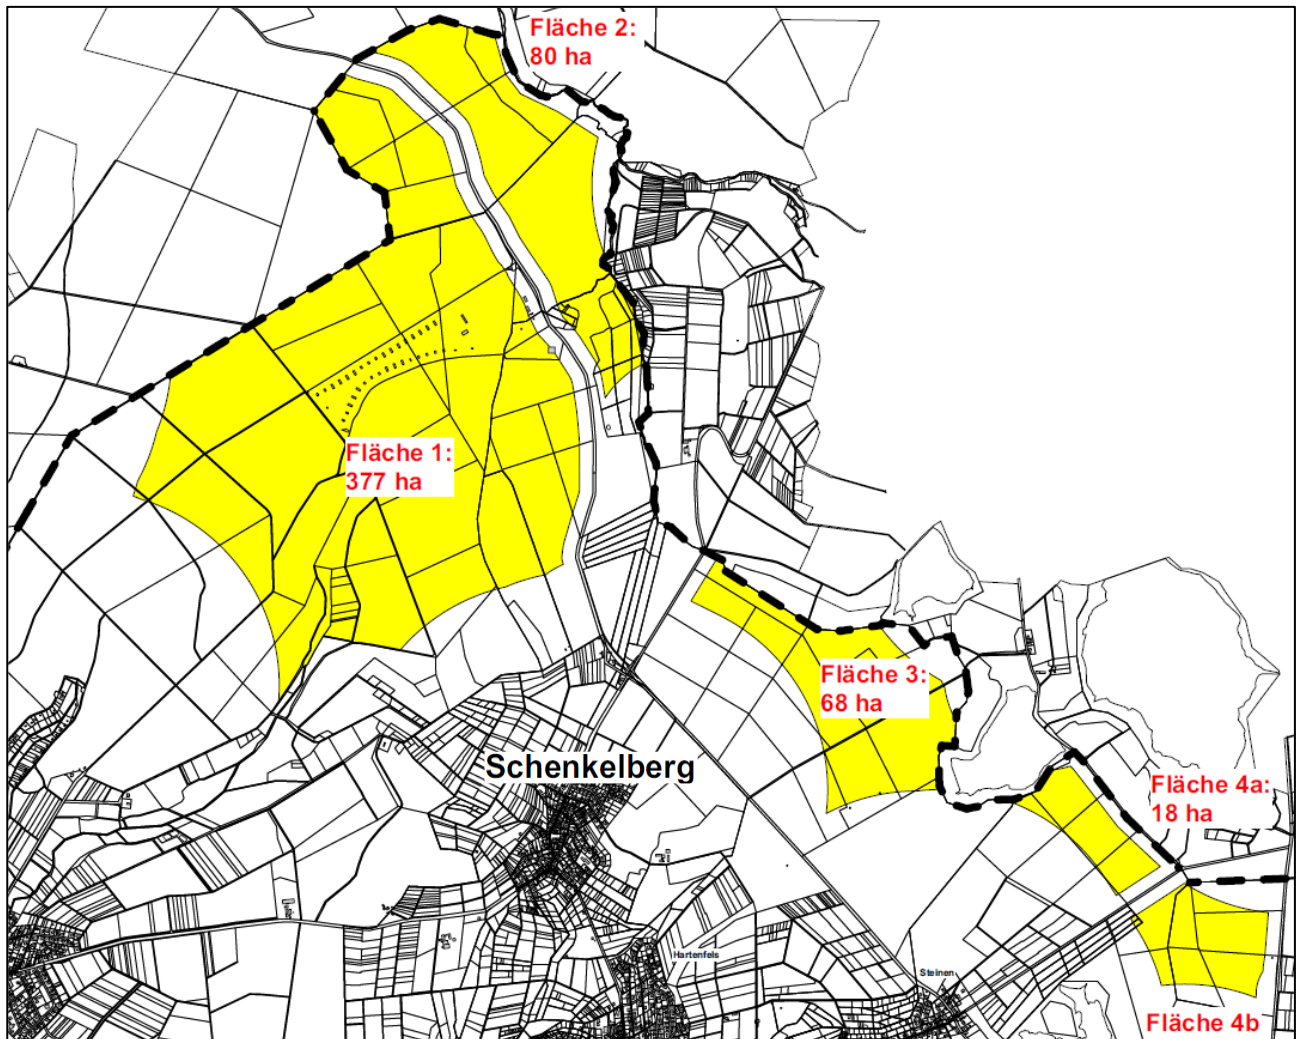 Fläche 2:
80 ha
Fläche 1:
377 ha
Fläche 3:
68 ha
Schenkelberg
Fläche 4a:
18 ha
Hartenfels
Steinen
Fläche 4b